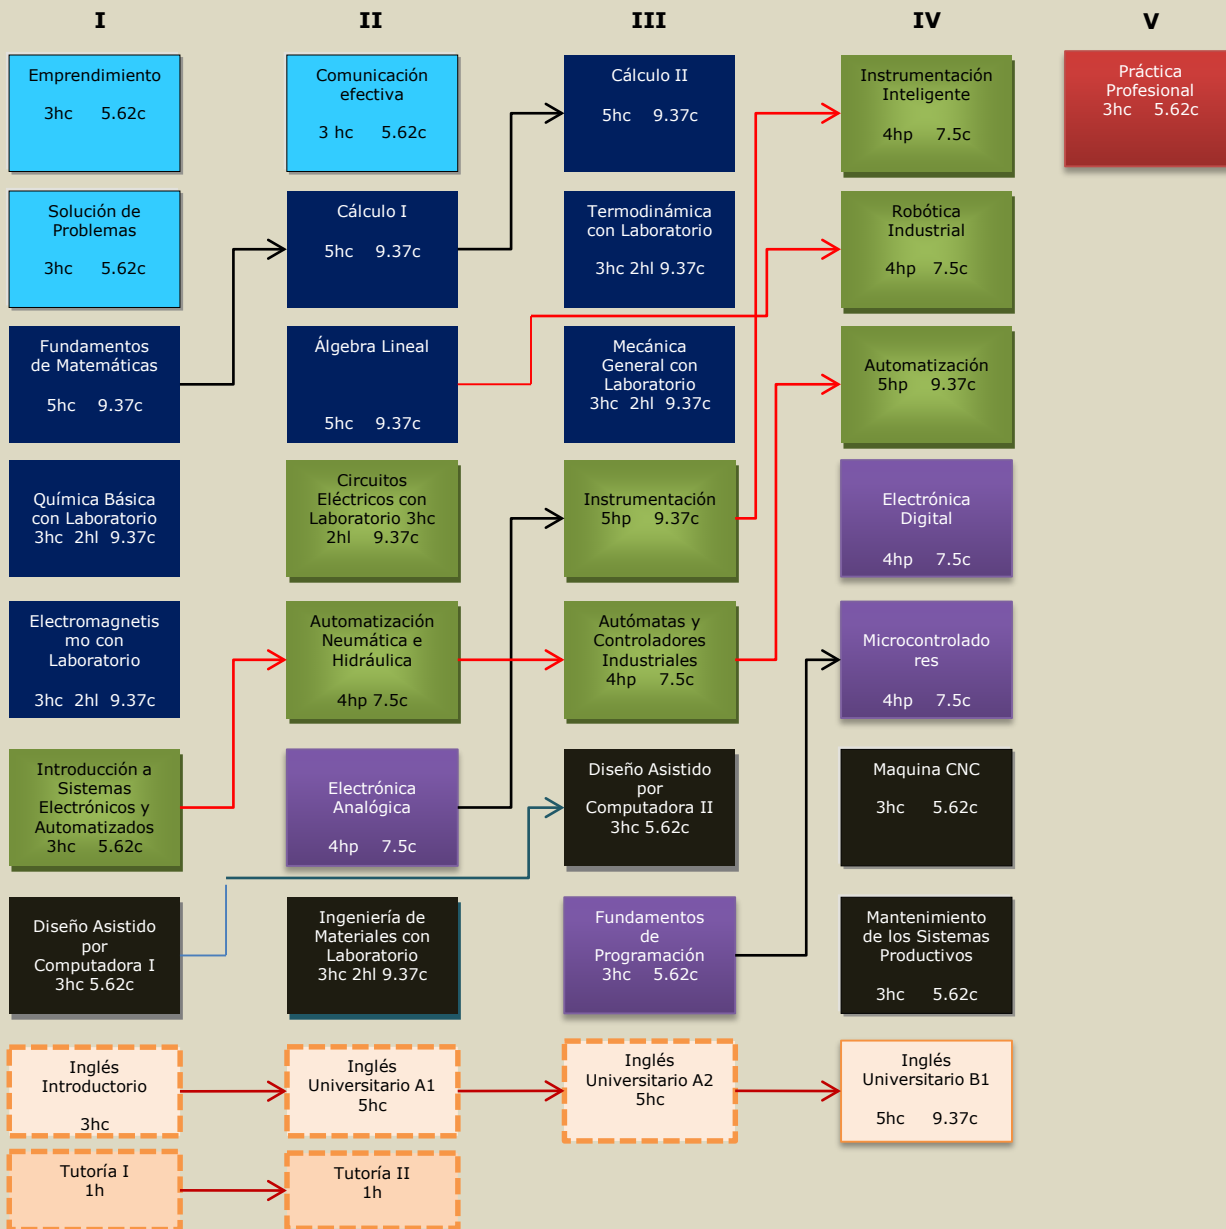 I
II
III
IV
V
Emprendimiento
3hc 5.62c
Solución de
Problemas
3hc 5.62c
Fundamentos
de Matemáticas
5hc 9.37c
Química Básica
con Laboratorio
3hc 2hl 9.37c
Electromagnetis
mo con
Laboratorio
3hc 2hl 9.37c
Introducción a
Sistemas
Electrónicos y
Automatizados
3hc 5.62c
Diseño Asistido
por
Computadora I
3hc 5.62c
Inglés
Introductorio
3hc
Tutoría I
1h
Comunicación
efectiva
3 hc 5.62c
Cálculo I
5hc 9.37c
Álgebra Lineal
5hc 9.37c
Circuitos
Eléctricos con
Laboratorio 3hc
2hl 9.37c
Automatización
Neumática e
Hidráulica
4hp 7.5c
Electrónica
Analógica
4hp 7.5c
Ingeniería de
Materiales con
Laboratorio
3hc 2hl 9.37c
Inglés
Universitario A1
5hc
Tutoría II
1h
Cálculo II
5hc 9.37c
Termodinámica
con Laboratorio
3hc 2hl 9.37c
Mecánica
General con
Laboratorio
3hc 2hl 9.37c
Instrumentación
5hp 9.37c
Autómatas y
Controladores
Industriales
4hp 7.5c
Diseño Asistido
por
Computadora II
3hc 5.62c
Fundamentos
de
Programación
3hc 5.62c
Inglés
Universitario A2
5hc
Instrumentación
Inteligente
4hp 7.5c
Robótica
Industrial
4hp 7.5c
Automatización
5hp 9.37c
Electrónica
Digital
4hp 7.5c
Microcontrolado
res
4hp 7.5c
Maquina CNC
3hc 5.62c
Mantenimiento
de los Sistemas
Productivos
3hc 5.62c
Inglés
Universitario B1
5hc 9.37c
Práctica
Profesional
3hc 5.62c